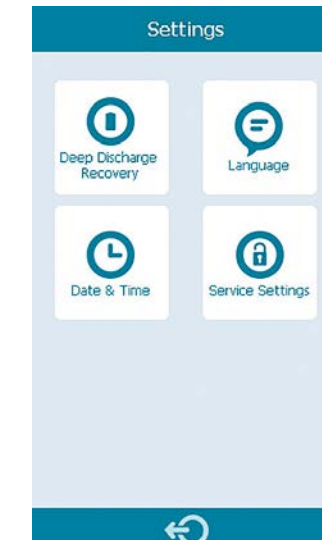 Settings
Deep Discharge
Recovery
Language
Date & Time
Service Settings